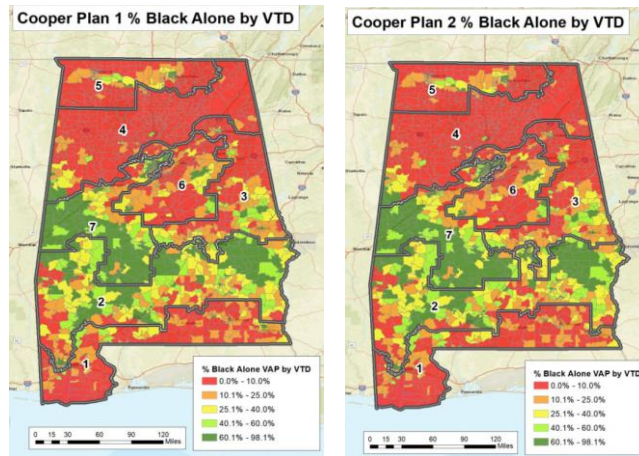 Cooper Plan 1 % Black Alone by VTD
5
4
6
3
7
2
1
% Black Alone VAP by VTD
0.0% - 10.0%
10.1% - 25.0%
25.1% - 40.0%
40.1% - 60.0%
60.1% - 98.1%
0 15 30 60 90 120
Miles
Cooper Plan 2 % Black Alone by VTD
5
4
6
3
7
2
1
% Black Alone VAP by VTD
0.0% - 10.0%
10.1% - 25.0%
25.1% - 40.0%
40.1% - 60.0%
60.1% - 98.1%
0 15 30 60 90 120
Miles